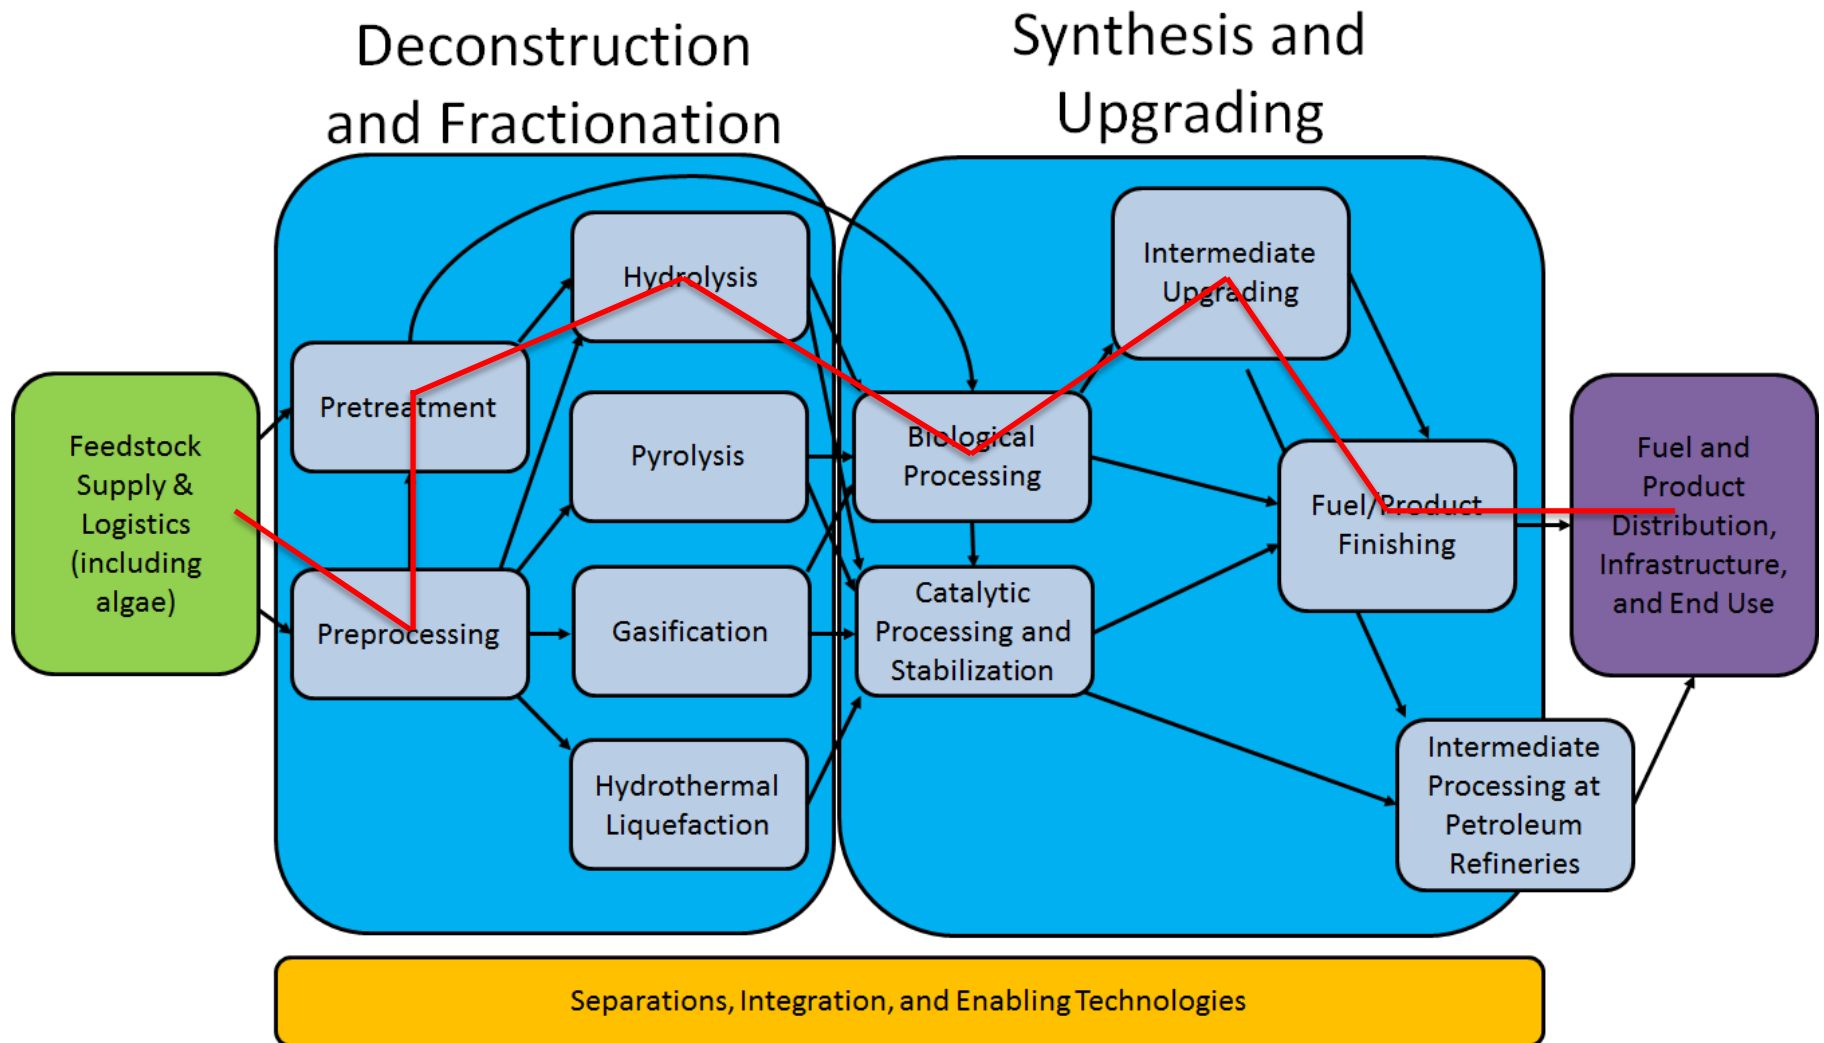 Deconstruction
and Fractionation
Synthesis and
Upgrading
Feedstock
Supply &
Logistics
(including
algae)
Pretreatment
Preprocessing
Hydrolysis
Pyrolysis
Gasification
Hydrothermal
Liquefaction
Biological
Processing
Catalytic
Processing and
Stabilization
Intermediate
Upgrading
Fuel/Product
Finishing
Intermediate
Processing at
Petroleum
Refineries
Fuel and
Product
Distribution,
Infrastructure,
and End Use
Separations, Integration, and Enabling Technologies